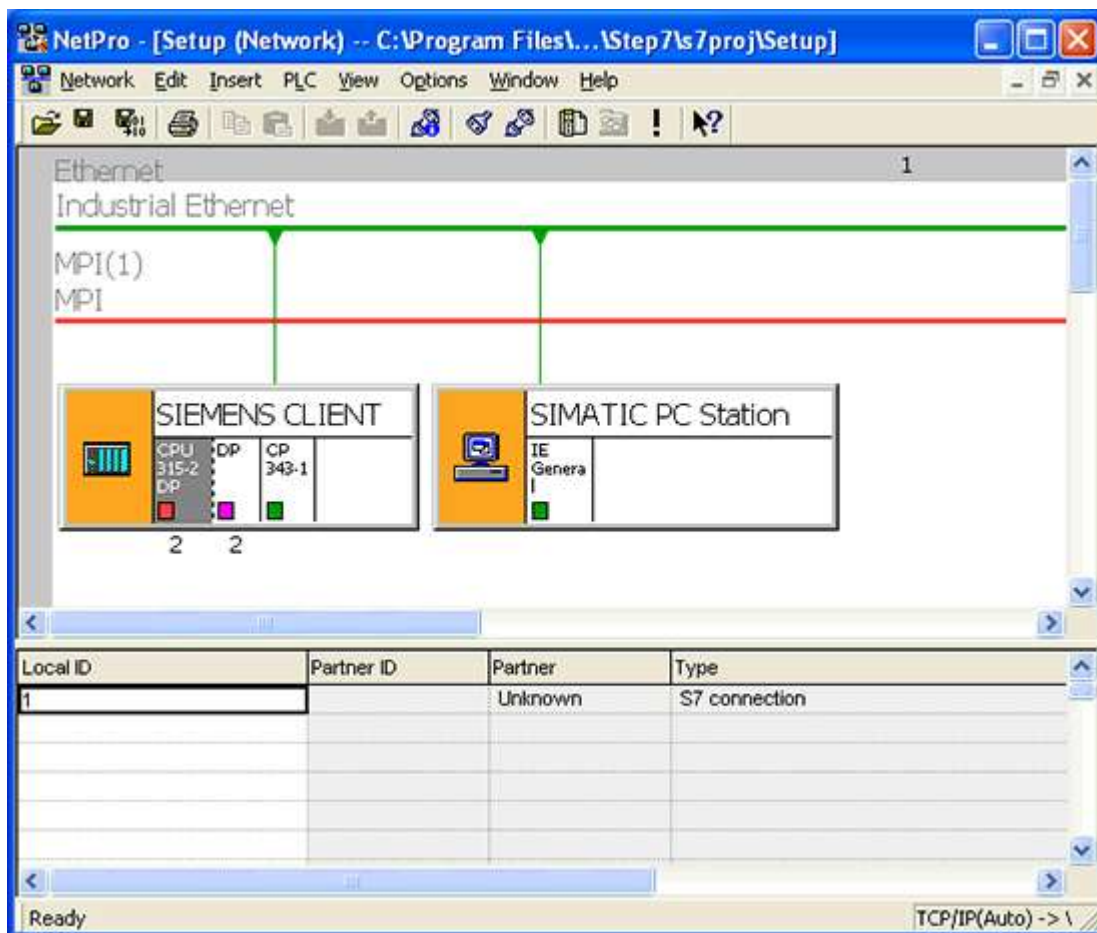 NetPro - [Setup (Network) -- C:\Program Files\...\Step7\s7proj\Setup]
Network Edit Insert PLC View Options Window Help
Ethernet 1
Industrial Ethernet
MPI(1)
MPI
SIEMENS CLIENT
CPU 315-2 DP
DP
CP 343-1
2 2
SIMATIC PC Station
IE
Genera
l
Local ID Partner ID Partner Type
1 Unknown S7 connection
Ready TCP/IP(Auto) -> \